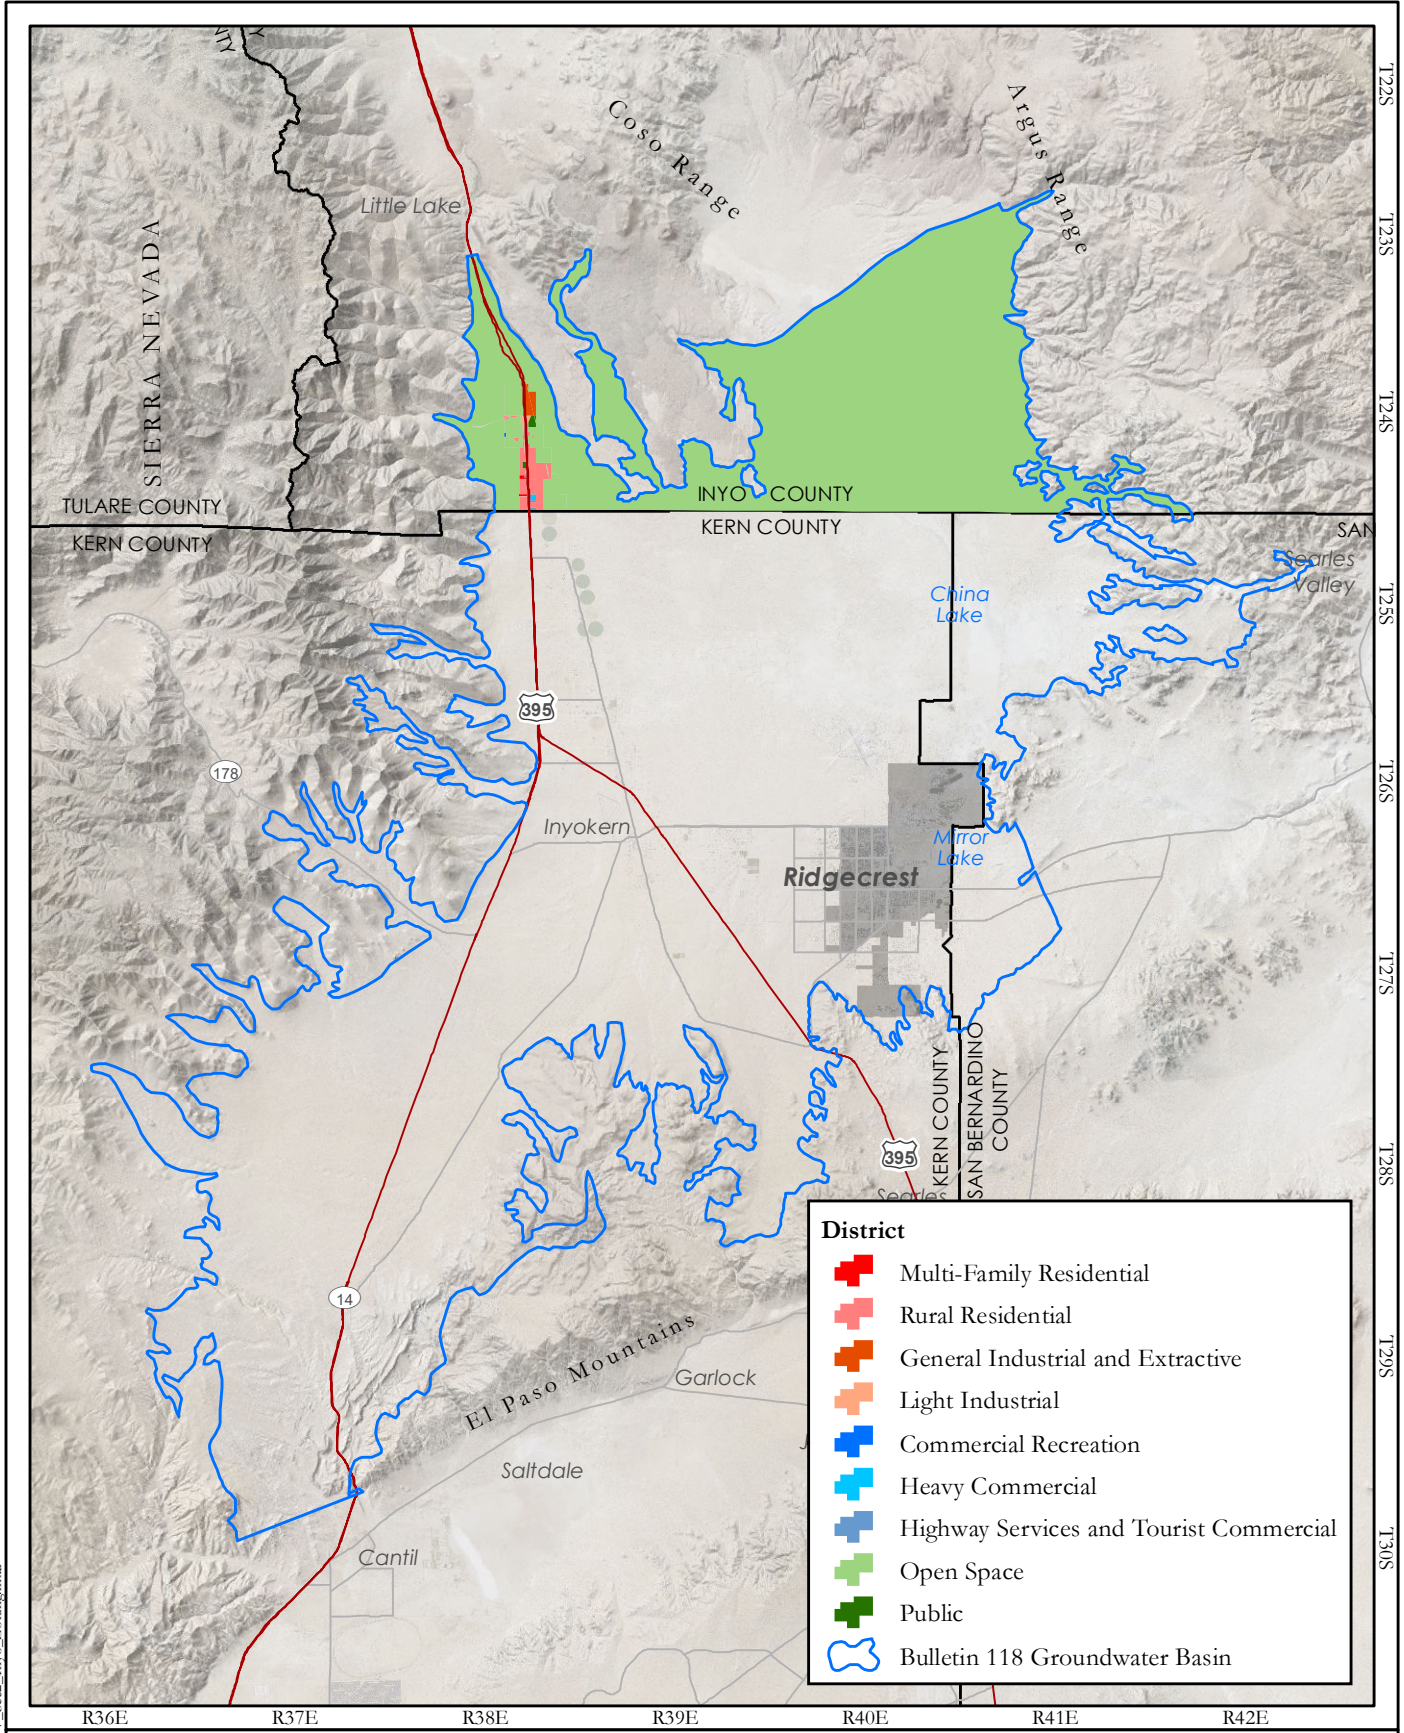 NTY
Y
Coso Range
Argus Range
T22S
Little Lake
T23S
SIERRA NEVADA
T24S
TULARE COUNTY
INYO COUNTY
KERN COUNTY
KERN COUNTY
SAN
Searles
Valley
China
Lake
T25S
395
178
T26S
Inyokern
Mirror
Lake
Ridgecrest
T27S
KERN COUNTY
SAN BERNARDINO
COUNTY
395
T28S
Searles
14
El Paso Mountains
Garlock
T29S
Saltdale
Cantil
T30S
District
Multi-Family Residential
Rural Residential
General Industrial and Extractive
Light Industrial
Commercial Recreation
Heavy Commercial
Highway Services and Tourist Commercial
Open Space
Public
Bulletin 118 Groundwater Basin
R36E R37E R38E R39E R40E R41E R42E